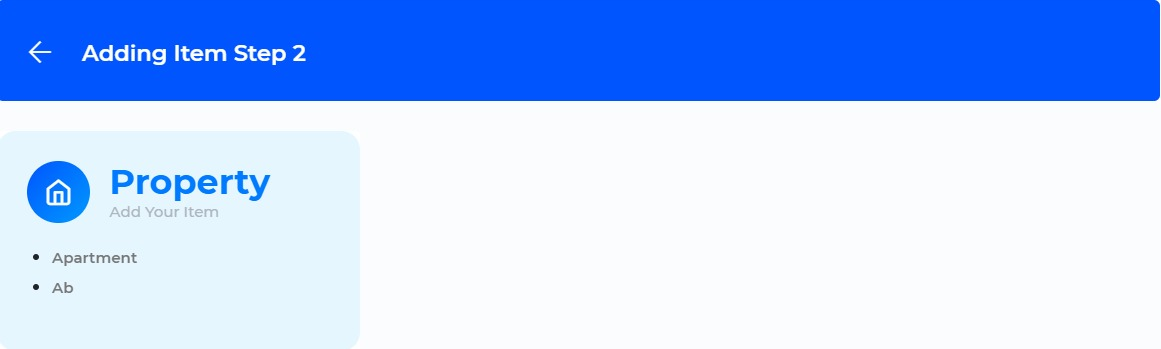 Adding Item Step 2
Property
Add Your Item
Apartment
Ab